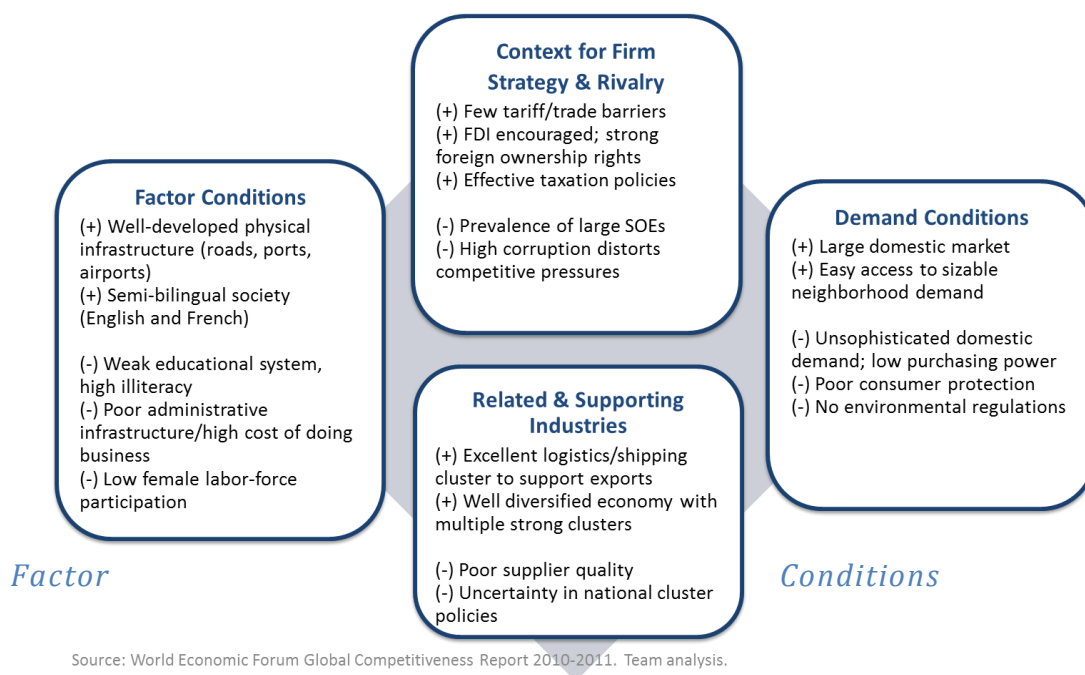 Context for Firm
Strategy & Rivalry
(+) Few tariff/trade barriers
(+) FDI encouraged; strong
foreign ownership rights
(+) Effective taxation policies
(-) Prevalence of large SOEs
(-) High corruption distorts
competitive pressures
Factor Conditions
(+) Well-developed physical
infrastructure (roads, ports,
airports)
(+) Semi-bilingual society
(English and French)
(-) Weak educational system,
high illiteracy
(-) Poor administrative
infrastructure/high cost of doing
business
(-) Low female labor-force
participation
Demand Conditions
(+) Large domestic market
(+) Easy access to sizable
neighborhood demand
(-) Unsophisticated domestic
demand; low purchasing power
(-) Poor consumer protection
(-) No environmental regulations
Related & Supporting
Industries
(+) Excellent logistics/shipping
cluster to support exports
(+) Well diversified economy with
multiple strong clusters
(-) Poor supplier quality
(-) Uncertainty in national cluster
policies
Factor Conditions
Source: World Economic Forum Global Competitiveness Report 2010-2011. Team analysis.